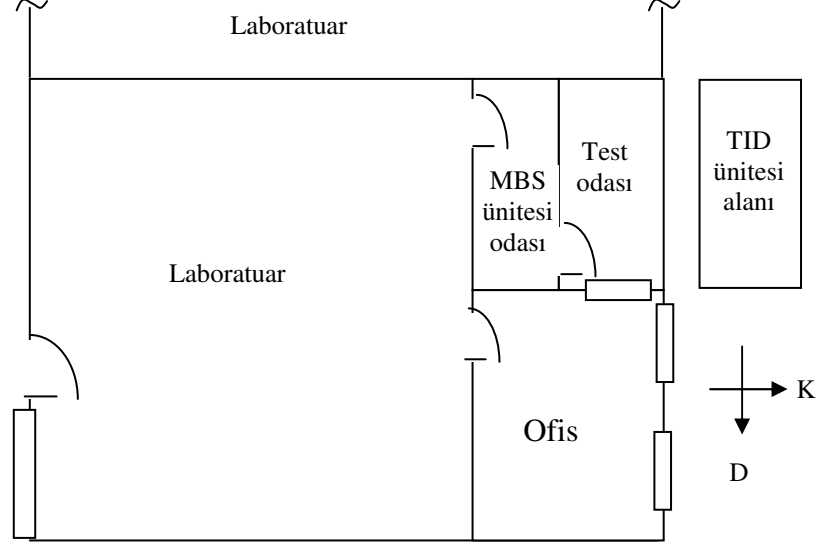 Laboratuar
Test
odası
MBS
ünitesi
odası
TID
ünitesi
alanı
Laboratuar
K
Ofis
D